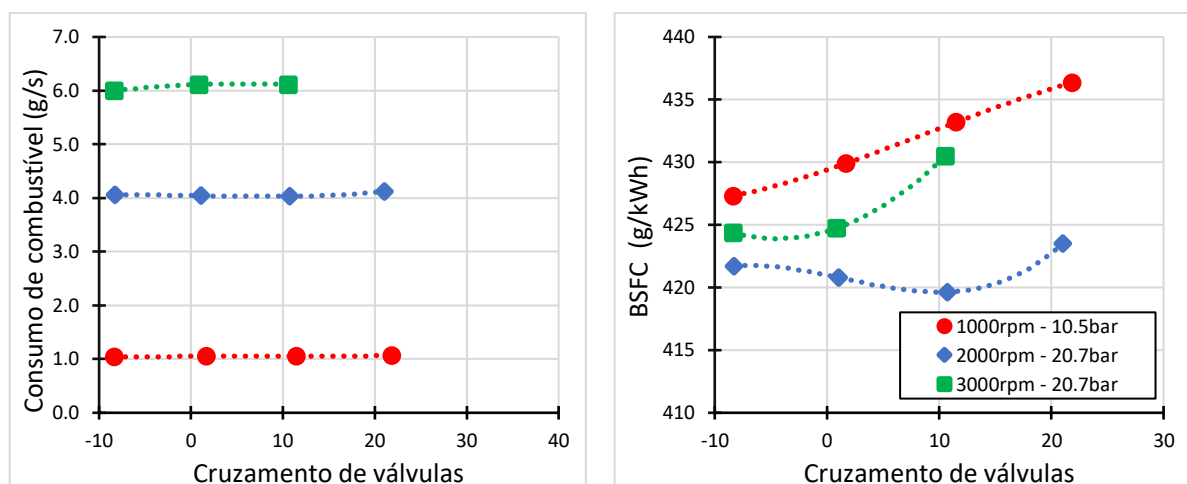 Consumo de combustível (g/s)
7.0
6.0
5.0
4.0
3.0
2.0
1.0
0.0
-10 0 10 20 30 40
Cruzamento de válvulas
BSFC (g/kWh)
440
435
430
425
420
415
410
1000rpm - 10.5bar
2000rpm - 20.7bar
3000rpm - 20.7bar
-10 0 10 20 30
Cruzamento de válvulas